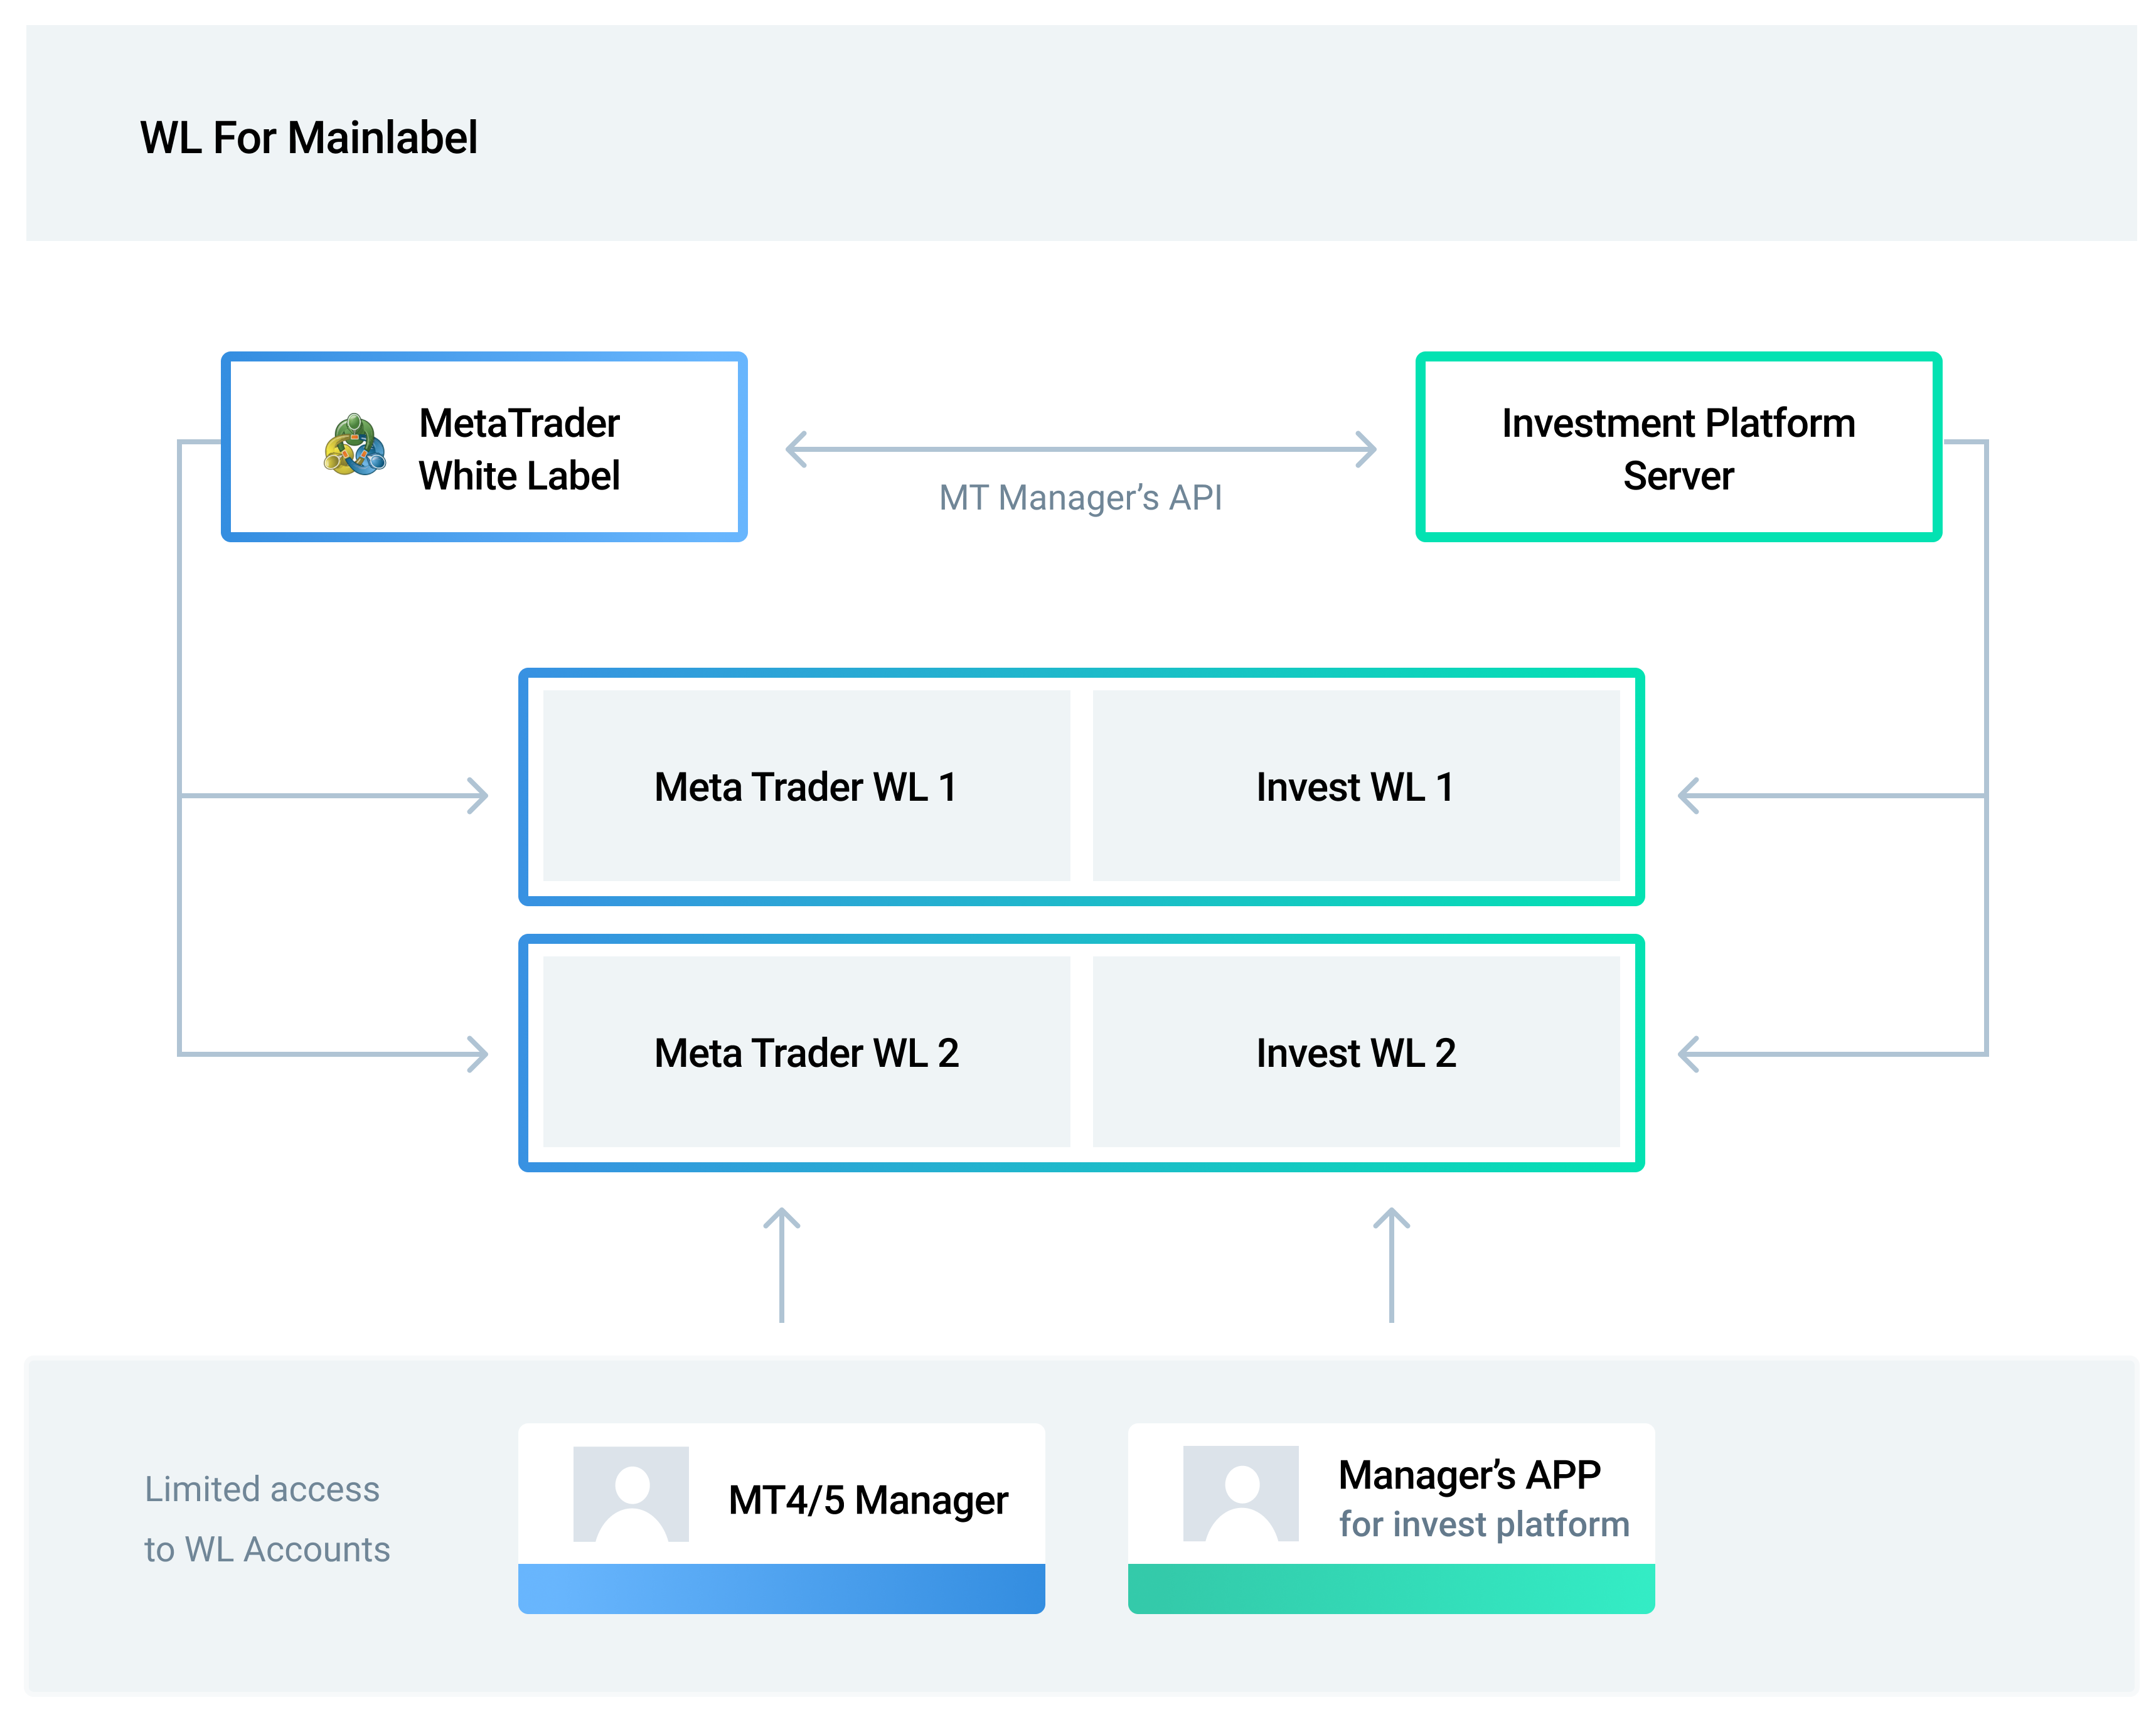 WL For Mainlabel
MetaTrader
White Label
MT Manager’s API
Investment Platform
Server
Meta Trader WL 1
Invest WL 1
Meta Trader WL 2
Invest WL 2
Limited access
to WL Accounts
MT4/5 Manager
Manager’s APP
for invest platform